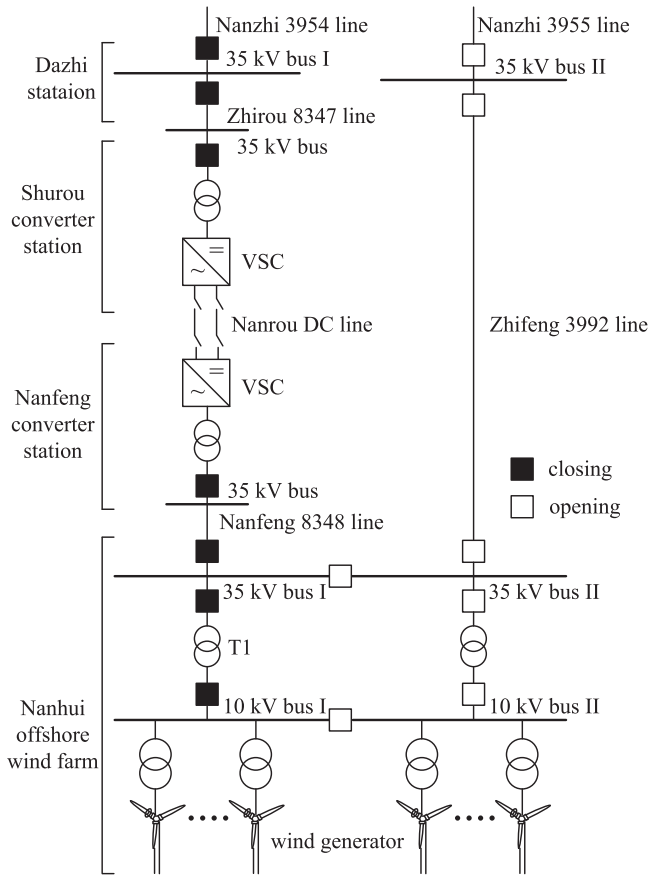 Nanzhi 3954 line
Nanzhi 3955 line
35 kV bus I
35 kV bus II
Dazhi
stataion
Zhirou 8347 line
35 kV bus
Shurou
converter
station
VSC
Nanrou DC line
Zhifeng 3992 line
VSC
Nanfeng
converter
station
closing
35 kV bus
opening
Nanfeng 8348 line
35 kV bus I
35 kV bus II
T1
Nanhui
offshore
wind farm
10 kV bus I
10 kV bus II
wind generator